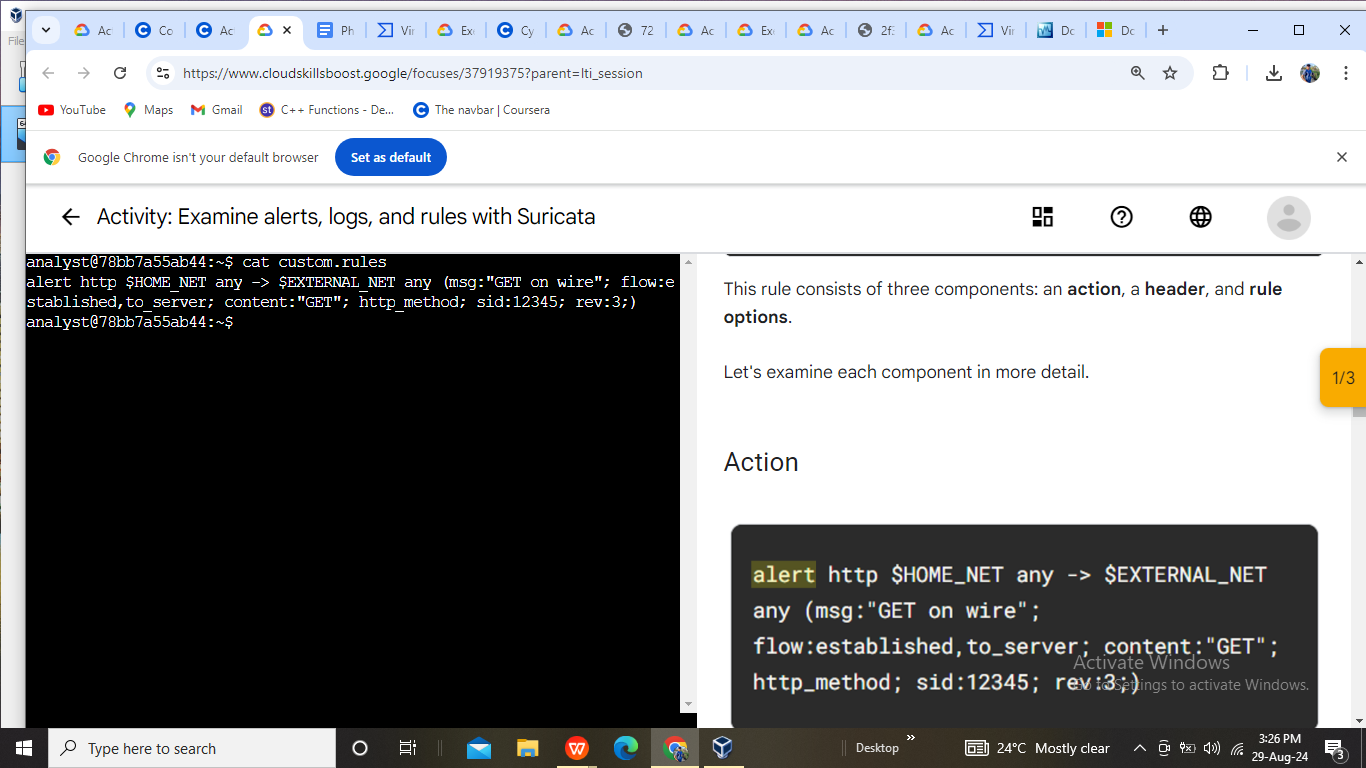 File
Ac
Co
Ac
Ph
Vir
Ex
Cy
Ac
72
Ac
Ex
Ac
2f
Ac
Vir
Dc
Dc
https://www.cloudskillsboost.google/focuses/37919375?parent=lti_session
YouTube
Maps
Gmail
st
C++ Functions - De...
The navbar | Coursera
Google Chrome isn't your default browser
Set as default
Activity: Examine alerts, logs, and rules with Suricata
analyst@78bb7a55ab44:~$ cat custom.rules
alert http $HOME_NET any -> $EXTERNAL_NET any (msg:"GET on wire"; flow:e
stablished,to_server; content:"GET"; http_method; sid:12345; rev:3;)
analyst@78bb7a55ab44:~$
This rule consists of three components: an action, a header, and rule
options.
Let's examine each component in more detail.
1/3
Action
alert http $HOME_NET any -> $EXTERNAL_NET
any (msg:"GET on wire";
flow:established,to_server; content:"GET";
http_method; sid:12345; rev:3;)
Activate Windows
Go to Settings to activate Windows.
Type here to search
Desktop
24°C Mostly clear
3:26 PM
29-Aug-24
3